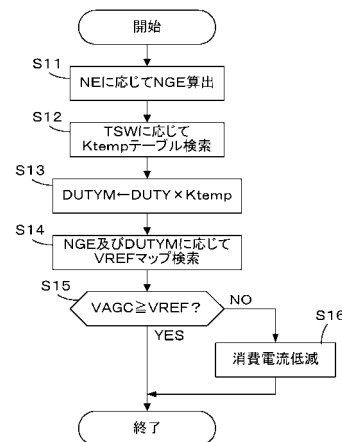 開始
S11
NEに応じてNGE算出
S12
TSWに応じて
Ktempテーブル検索
S13
DUTYM←DUTY×Ktemp
S14
NGE及びDUTYMに応じて
VREFマップ検索
S15
VAGC≧VREF？
NO
YES
S16
消費電流低減
終了